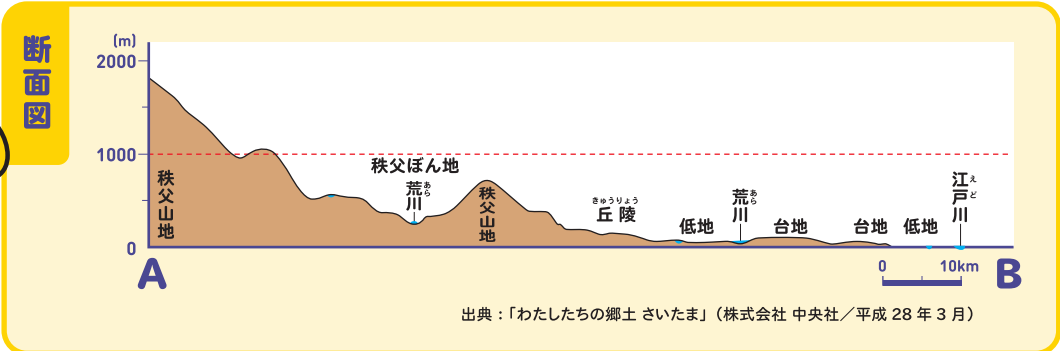 断面図
(m)
2000
1000
0
秩父山地
秩父ぼん地
荒川
あら
秩父山地
きゅうりょう
丘陵
低地
荒川
あら
台地
台地
低地
江戸川
えど
0 10km
A
B
出典：「わたしたちの郷土 さいたま」（株式会社 中央社／平成 28 年 3 月）